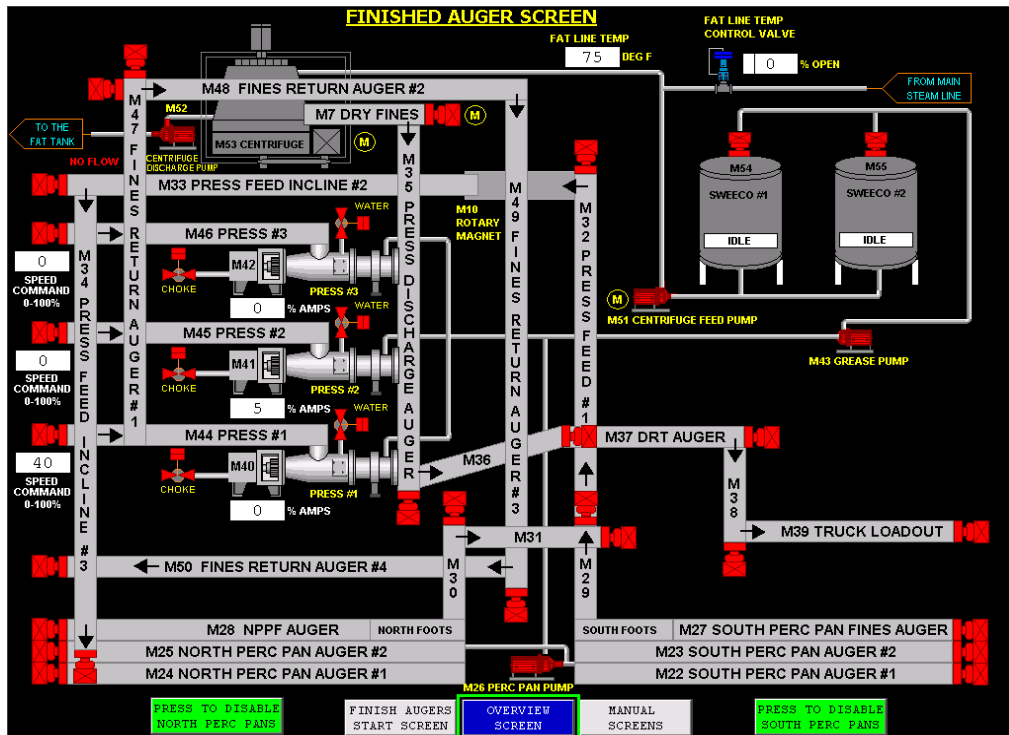 FINISHED AUGER SCREEN
FAT LINE TEMP
75 DEG F
FAT LINE TEMP
CONTROL VALVE
0 % OPEN
FROM MAIN
STEAM LINE
M48 FINES RETURN AUGER #2
M7 DRY FINES
M
M52
TO THE
FAT TANK
NO FLOW
CENTRIFUGE
DISCHARGE PUMP
M53 CENTRIFUGE
M
M47 FINES RETURN AUGER #1
M33 PRESS FEED INCLINE #2
M10
ROTARY
MAGNET
M35 PRESS DISCHARGE AUGER
M49 FINES RETURN AUGER #3
M32 PRESS FEED #1
M54
SWEECO #1
IDLE
M55
SWEECO #2
IDLE
M
M51 CENTRIFUGE FEED PUMP
M43 GREASE PUMP
M34 PRESS FEED INCLINE #3
WATER
M46 PRESS #3
0
SPEED
COMMAND
0-100%
CHOKE
M42
PRESS #3
0 % AMPS
WATER
M45 PRESS #2
0
SPEED
COMMAND
0-100%
CHOKE
M41
PRESS #2
5 % AMPS
WATER
M44 PRESS #1
40
SPEED
COMMAND
0-100%
CHOKE
M40
PRESS #1
0 % AMPS
M36
M37 DRT AUGER
M38
M39 TRUCK LOADOUT
M31
M30
M29
M50 FINES RETURN AUGER #4
M28 NPPF AUGER
NORTH FOOTS
SOUTH FOOTS
M27 SOUTH PERC PAN FINES AUGER
M25 NORTH PERC PAN AUGER #2
M23 SOUTH PERC PAN AUGER #2
M24 NORTH PERC PAN AUGER #1
M22 SOUTH PERC PAN AUGER #1
M26 PERC PAN PUMP
PRESS TO DISABLE
NORTH PERC PANS
FINISH AUGERS
START SCREEN
OVERVIEW
SCREEN
MANUAL
SCREENS
PRESS TO DISABLE
SOUTH PERC PANS